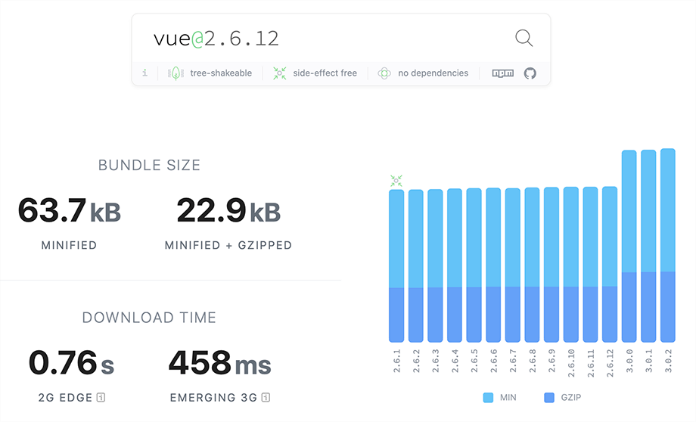 vue@2.6.12
i tree-shakeable side-effect free no dependencies npm
BUNDLE SIZE
63.7 kB 22.9 kB
MINIFIED MINIFIED + GZIPPED
DOWNLOAD TIME
0.76 s 458 ms
2G EDGE i EMERGING 3G i
2.6.1 2.6.2 2.6.3 2.6.4 2.6.5 2.6.6 2.6.7 2.6.8 2.6.9 2.6.10 2.6.11 2.6.12 3.0.0 3.0.1 3.0.2
MIN GZIP